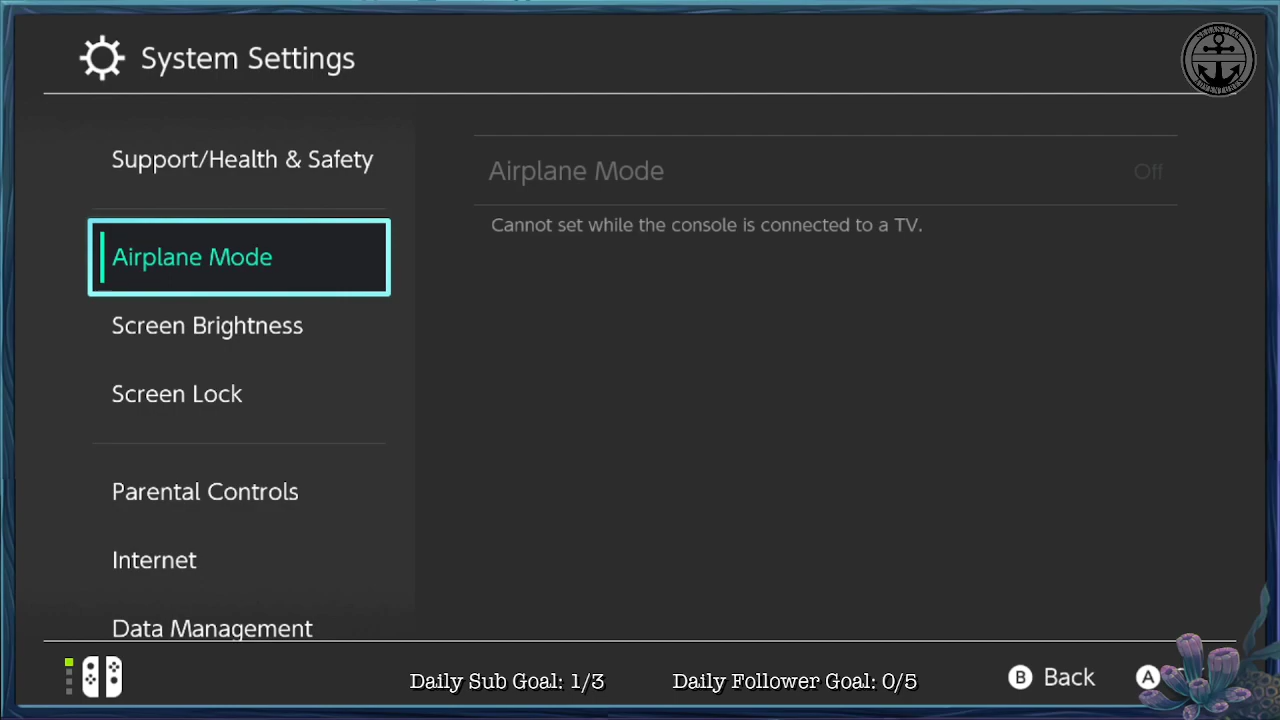 System Settings
Support/Health & Safety
Airplane Mode
Screen Brightness
Screen Lock
Parental Controls
Internet
Data Management
Airplane Mode Off
Cannot set while the console is connected to a TV.
Daily Sub Goal: 1/3 Daily Follower Goal: 0/5
B Back A